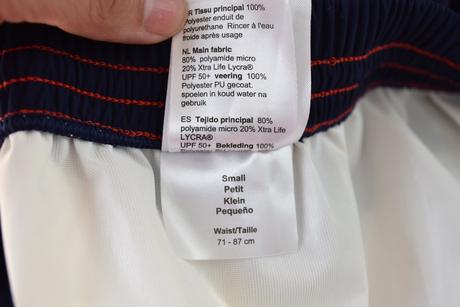 FR Tissu principal 100%
Polyester enduit de
polyurethane Rincer à l'eau
froide après usage
NL Main fabric
80% polyamide micro
20% Xtra Life Lycra®
UPF 50+ veering 100%
Polyester PU gecoat.
spoelen in koud water na
gebruik
ES Tejido principal 80%
polyamide micro 20% Xtra Life
LYCRA®
UPF 50+ Bekleding 100%
Small
Petit
Klein
Pequeño
Waist/Taille
71 - 87 cm